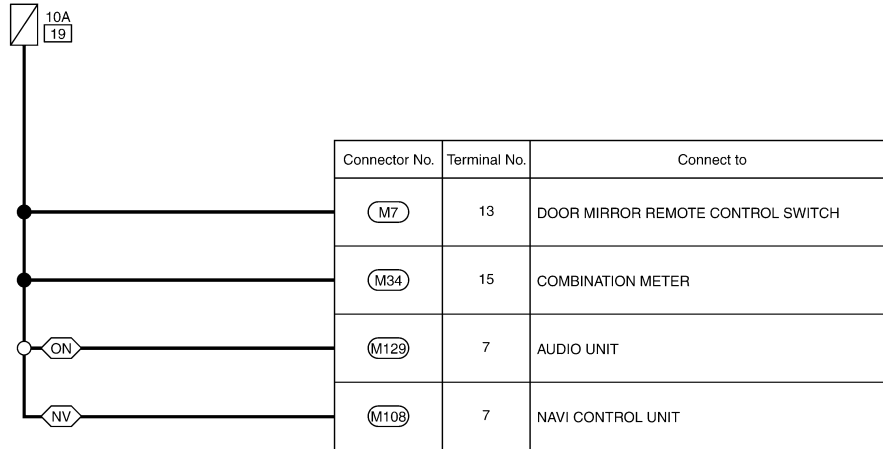 10A
19
Connector No. Terminal No. Connect to
M7 13 DOOR MIRROR REMOTE CONTROL SWITCH
M34 15 COMBINATION METER
ON M129 7 AUDIO UNIT
NV M108 7 NAVI CONTROL UNIT